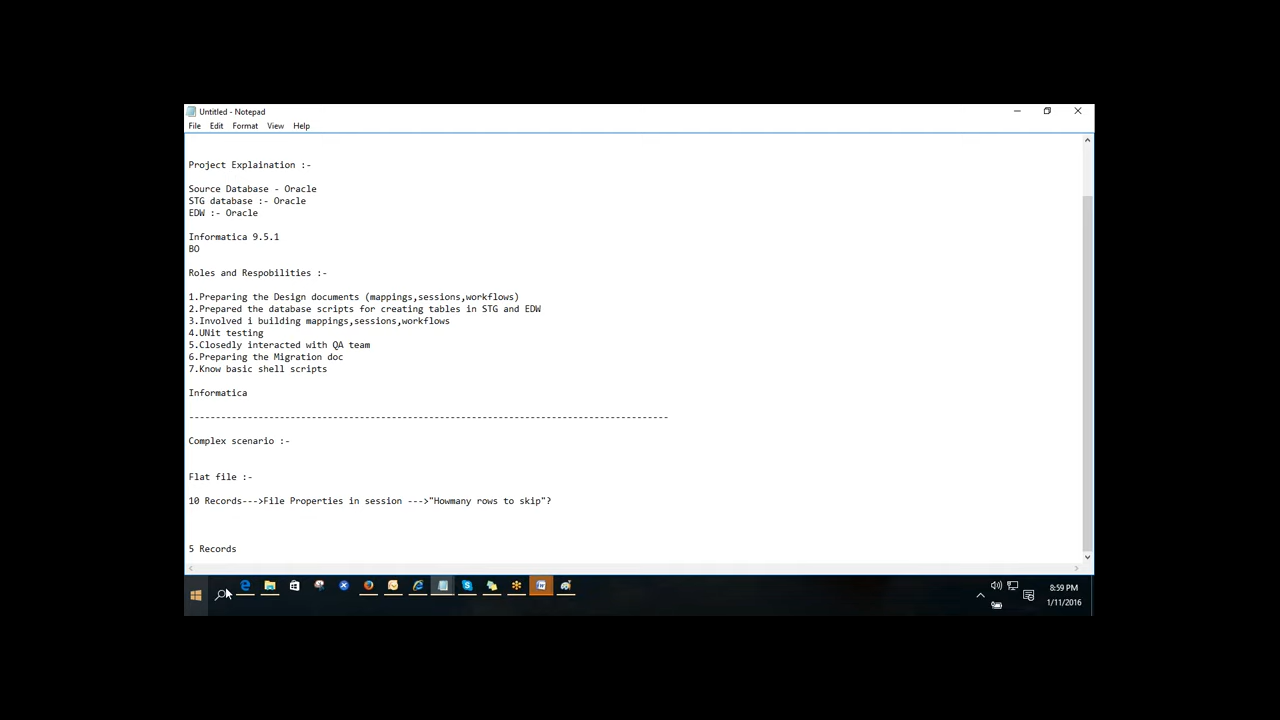 Untitled - Notepad
File Edit Format View Help
Project Explaination :-
Source Database - Oracle
STG database :- Oracle
EDW :- Oracle
Informatica 9.5.1
BO
Roles and Respobilities :-
1.Preparing the Design documents (mappings,sessions,workflows)
2.Prepared the database scripts for creating tables in STG and EDW
3.Involved i building mappings,sessions,workflows
4.UNit testing
5.Closedly interacted with QA team
6.Preparing the Migration doc
7.Know basic shell scripts
Informatica
------------------------------------------------------------------------------------------
Complex scenario :-
Flat file :-
10 Records--->File Properties in session --->"Howmany rows to skip"?
5 Records
8:59 PM
1/11/2016